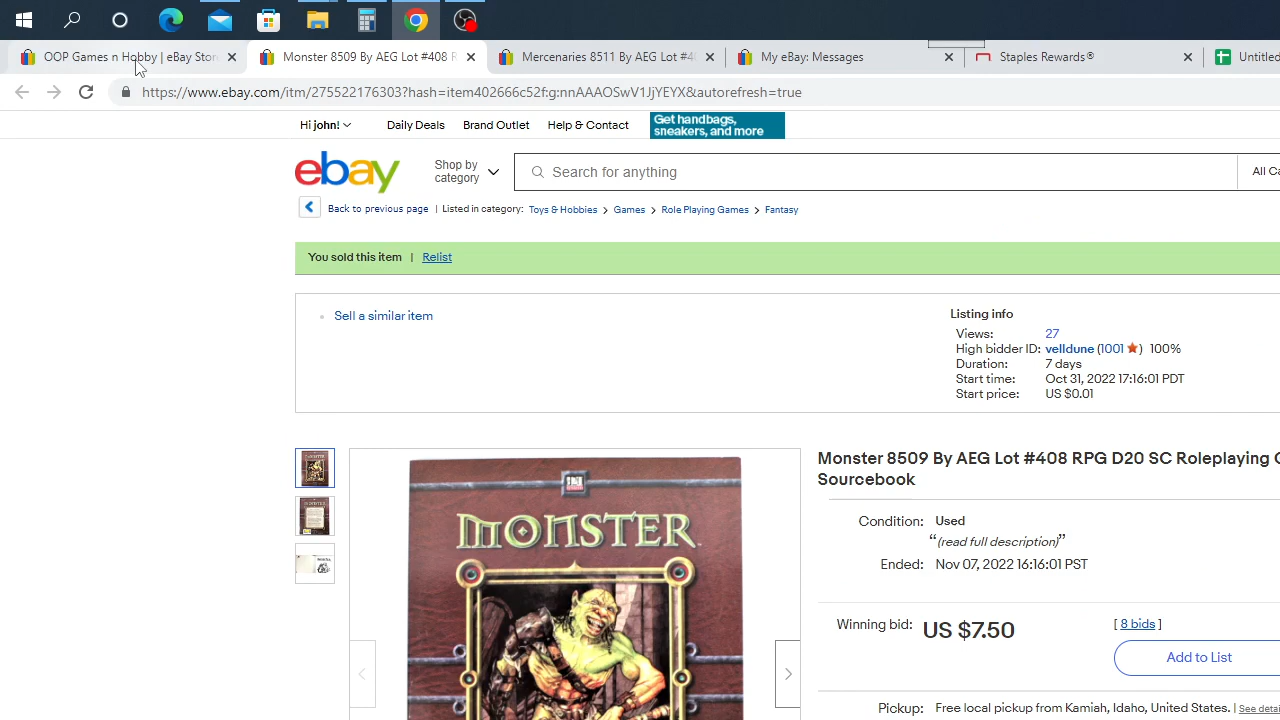 OOP Games n Hobby | eBay Stor
Monster 8509 By AEG Lot #408 R
Mercenaries 8511 By AEG Lot #4
My eBay: Messages
Staples Rewards®
Untitled
https://www.ebay.com/itm/275522176303?hash=item402666c52f:g:nnAAAOSwV1JjYEYX&autorefresh=true
Hi john!
Daily Deals
Brand Outlet
Help & Contact
Get handbags,
sneakers, and more
ebay
Shop by
category
Search for anything
All Ca
Back to previous page | Listed in category: Toys & Hobbies > Games > Role Playing Games > Fantasy
You sold this item | Relist
Sell a similar item
Listing info
Views: 27
High bidder ID: velldune (1001 ) 100%
Duration: 7 days
Start time: Oct 31, 2022 17:16:01 PDT
Start price: US $0.01
MONSTER
Monster 8509 By AEG Lot #408 RPG D20 SC Roleplaying G
Sourcebook
Condition: Used
“(read full description)”
Ended: Nov 07, 2022 16:16:01 PST
Winning bid: US $7.50 [ 8 bids ]
Add to List
Pickup: Free local pickup from Kamiah, Idaho, United States. | See detai